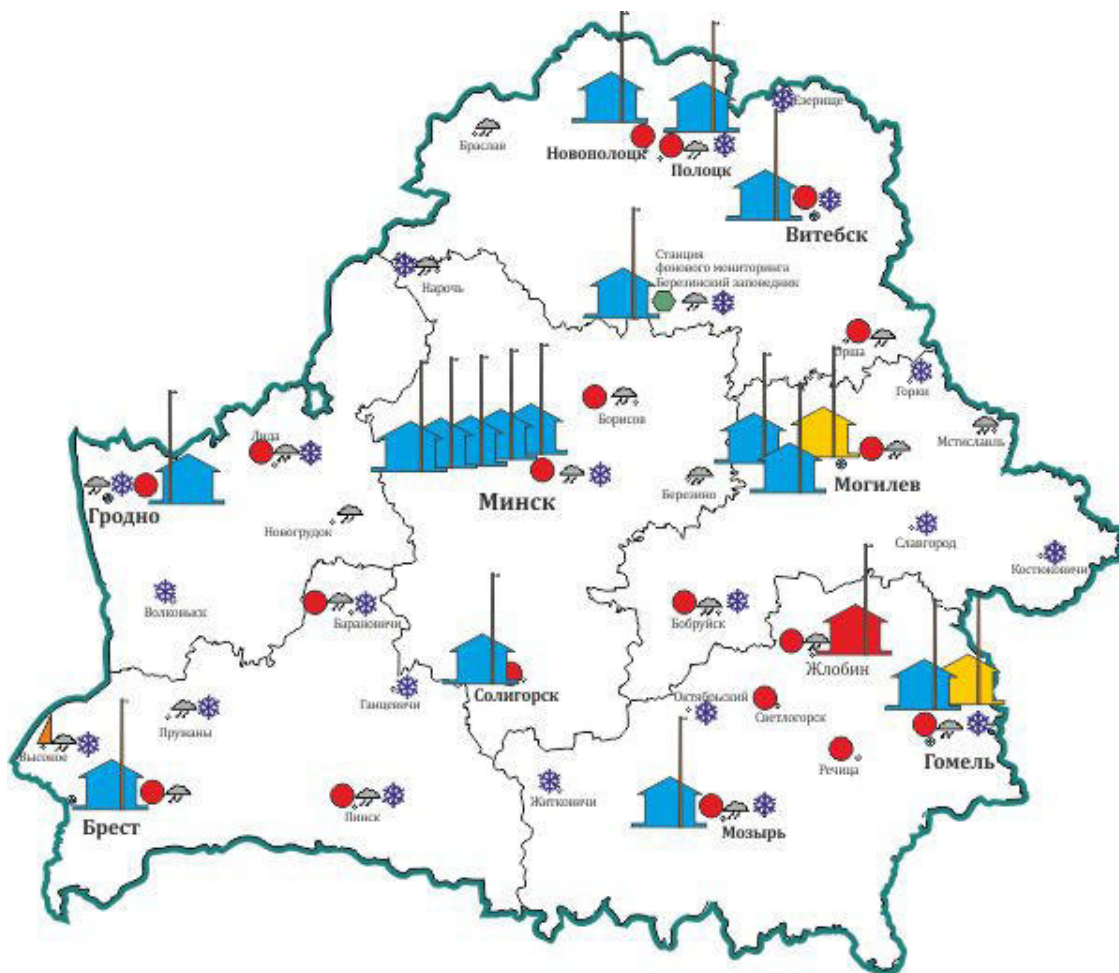 Езерище
Браслав
Новополоцк
Полоцк
Витебск
Станция
фонового мониторинга
Березинский заповедник
Нарочь
Орша
Горки
Борисов
Мстиславль
Лида
Минск
Березино
Могилев
Гродно
Новогрудок
Славгород
Костюковичи
Волковыск
Барановичи
Бобруйск
Жлобин
Солигорск
Ганцевичи
Октябрьский
Светлогорск
Пружаны
Высокое
Речица
Гомель
Житковичи
Брест
Пинск
Мозырь